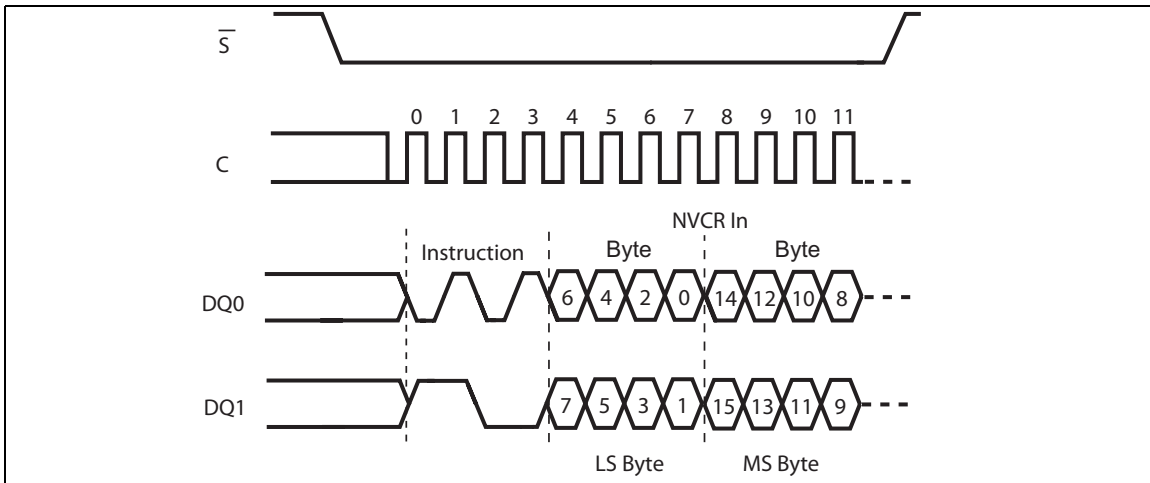 S
0 1 2 3 4 5 6 7 8 9 10 11
C
NVCR In
Instruction Byte Byte
DQ0 6 4 2 0 14 12 10 8
DQ1 7 5 3 1 15 13 11 9
LS Byte MS Byte